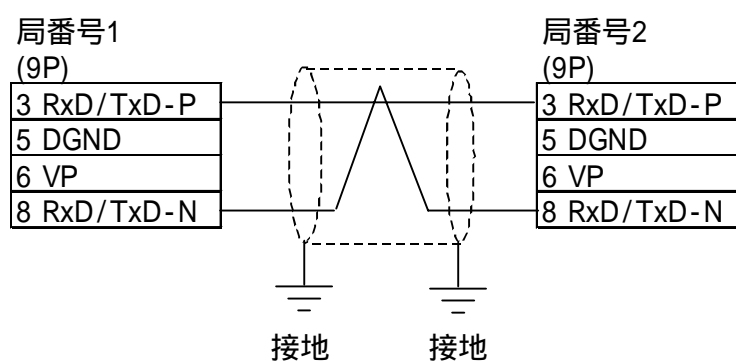 局番号1
(9P)
3 RxD/TxD-P
5 DGND
6 VP
8 RxD/TxD-N
局番号2
(9P)
3 RxD/TxD-P
5 DGND
6 VP
8 RxD/TxD-N
接地
接地